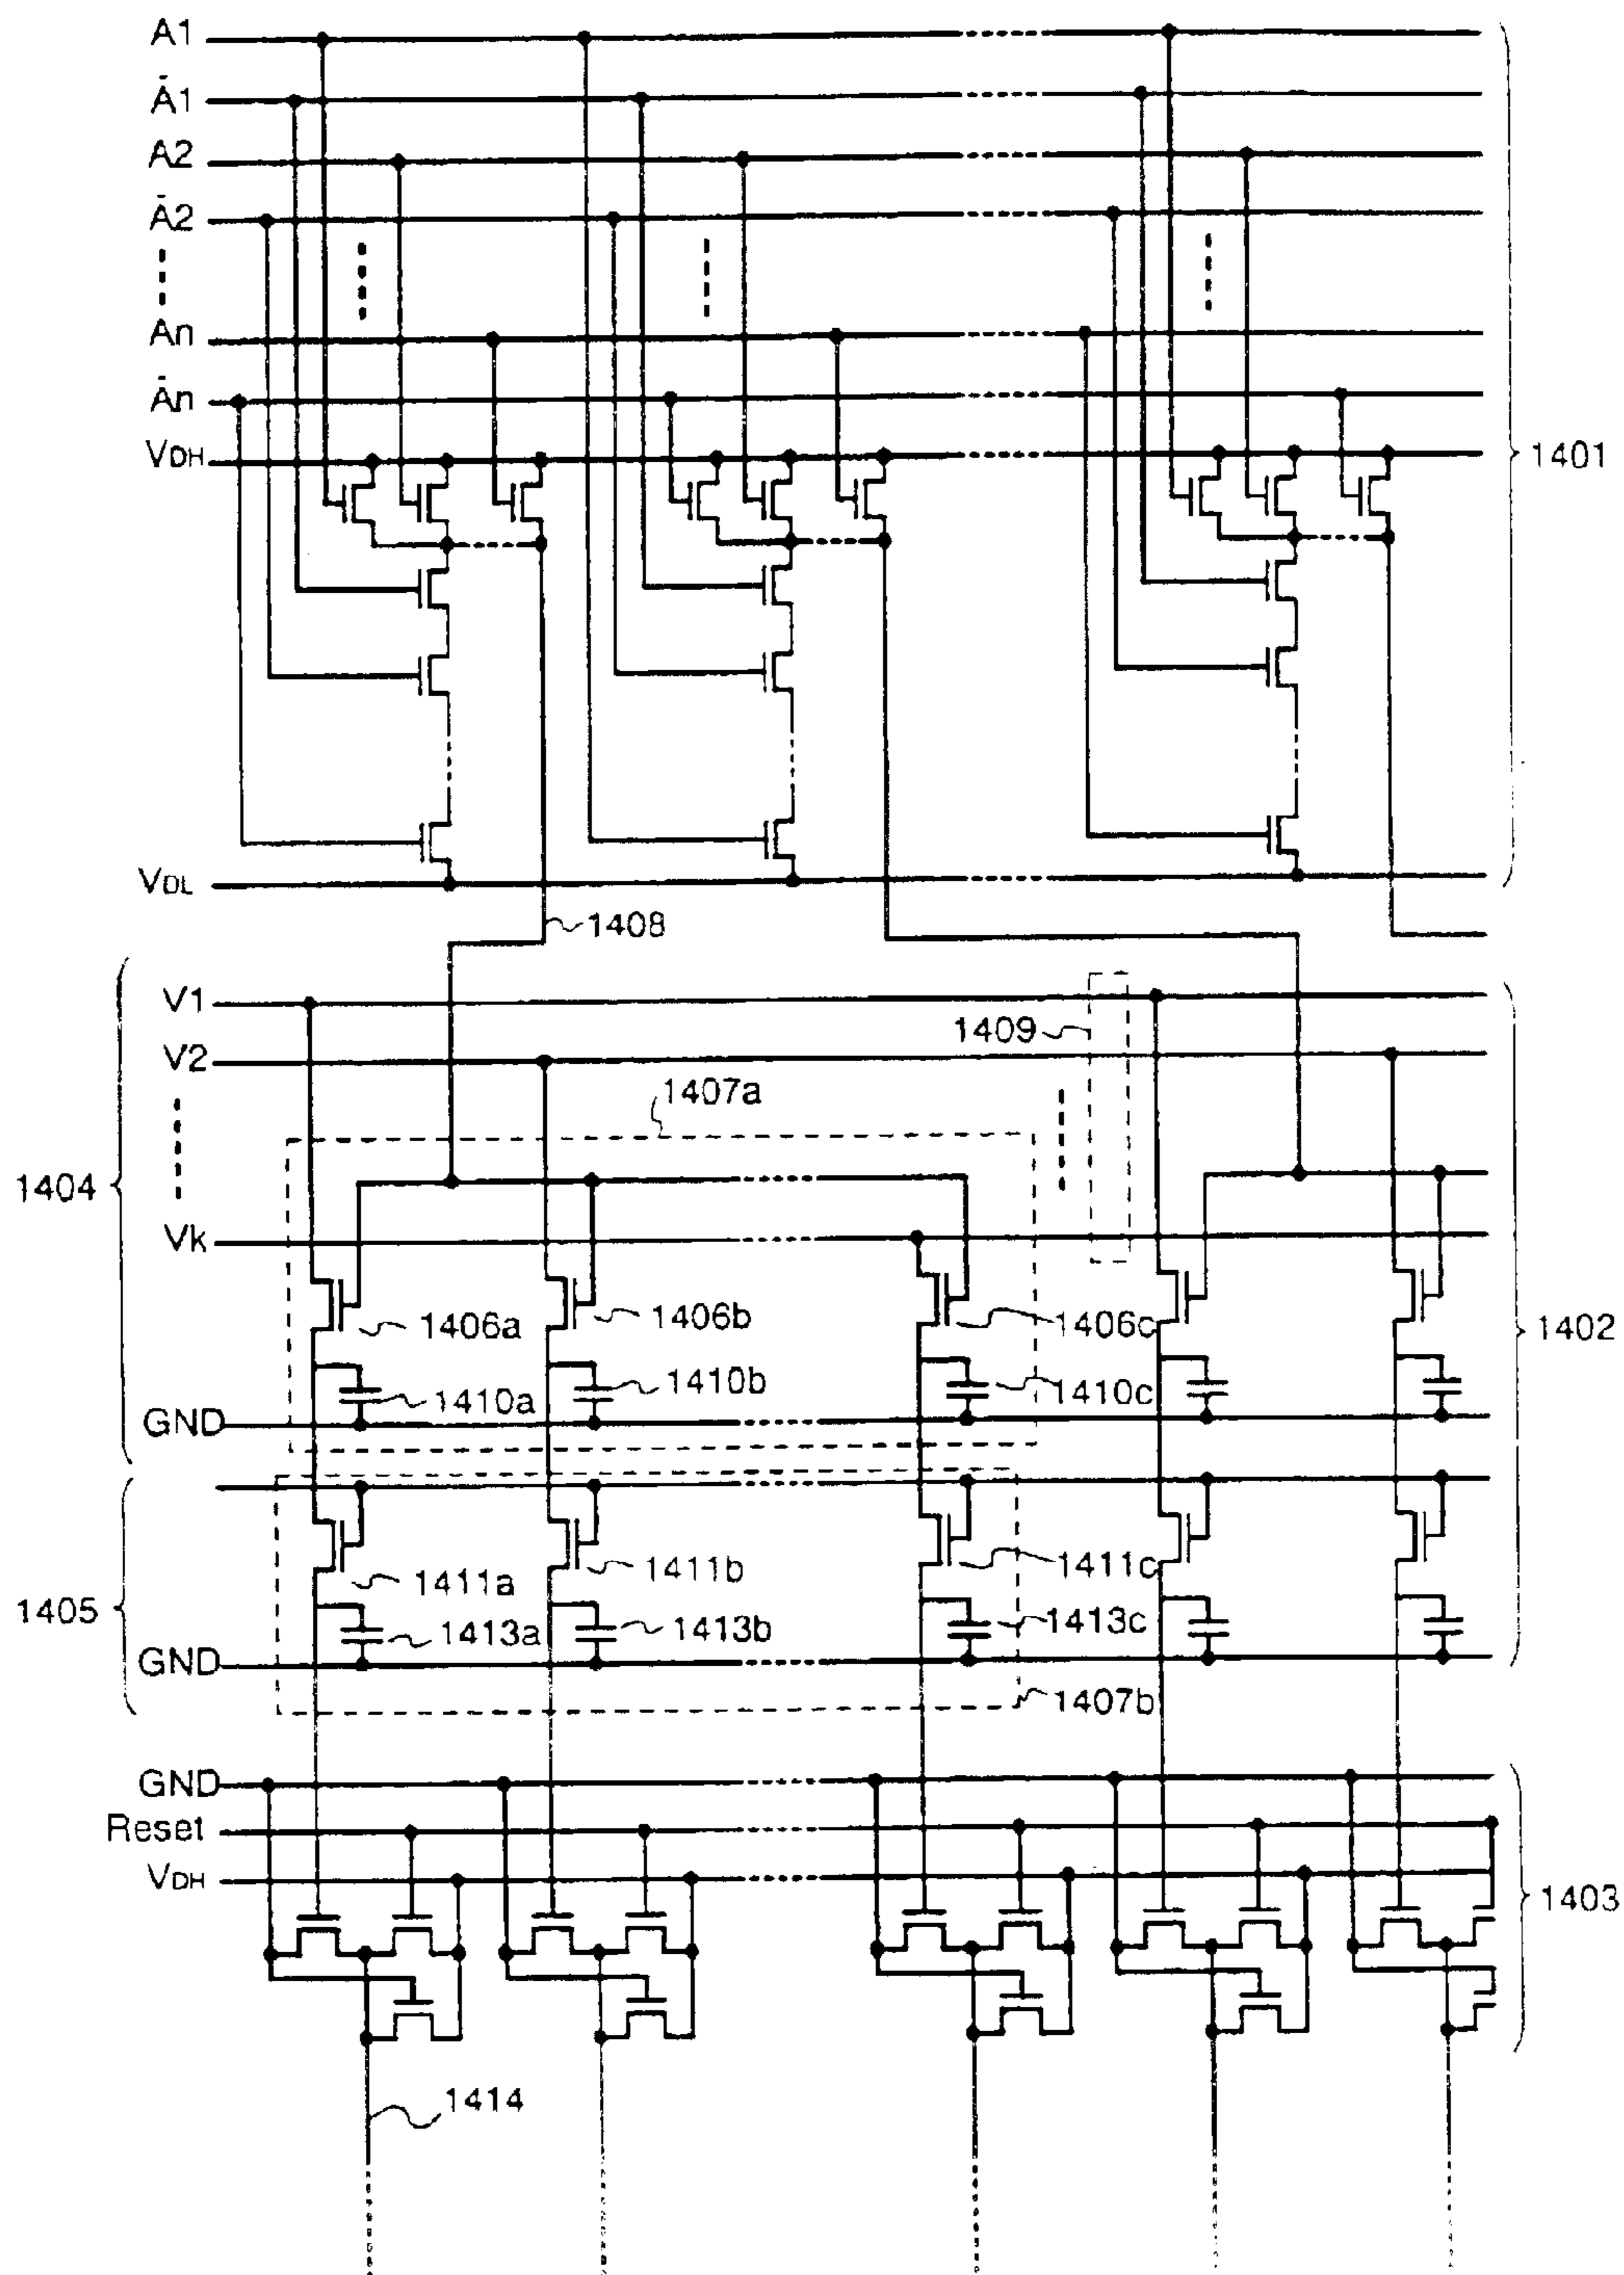 A1
Ā1
A2
Ā2
An
Ān
VDH
1401
VDL
1408
V1
1409
V2
1407a
1404
Vk
1406a
1406b
1406c
1402
1410a
1410b
1410c
GND
1411a
1411b
1411c
1405
1413a
1413b
1413c
GND
1407b
GND
Reset
VDH
1403
1414